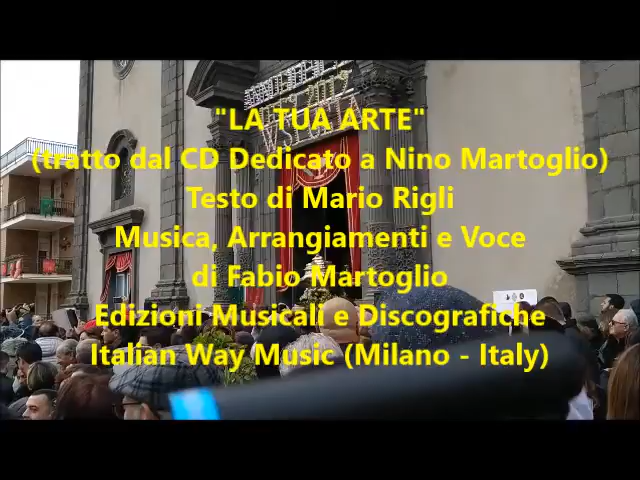 "LA TUA ARTE"
(tratto dal CD Dedicato a Nino Martoglio)
Testo di Mario Rigli
Musica, Arrangiamenti e Voce
di Fabio Martoglio
Edizioni Musicali e Discografiche
Italian Way Music (Milano - Italy)